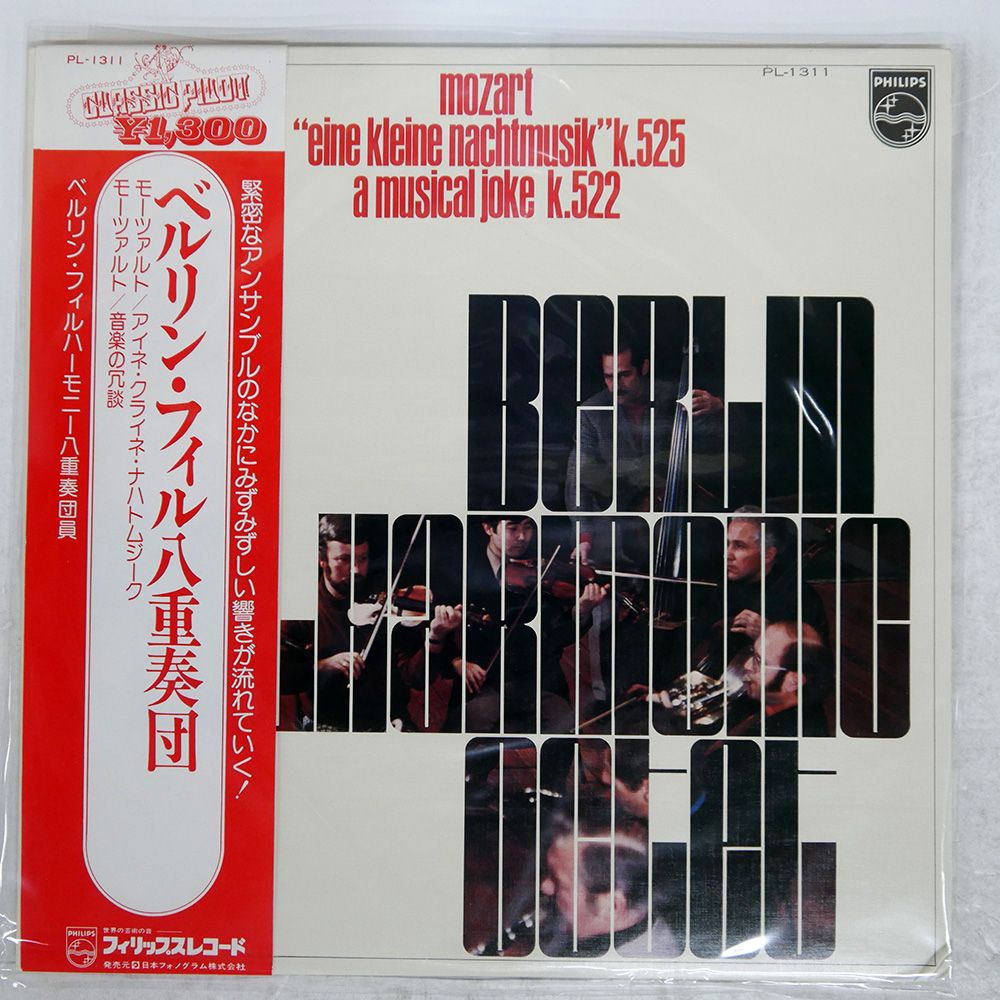 PL-1311
CLASSIC PILOT
¥1,300
緊密なアンサンブルのなかにみずみずしい響きが流れていく!
ベルリン・フィル八重奏団
モーツァルト/アイネ・クライネ・ナハトムジーク
モーツァルト/音楽の冗談
ベルリン・フィルハーモニー八重奏団員
PHILIPS
世界の芸術の音
フィリップスレコード
発売元 日本フォノグラム株式会社
PL-1311
PHILIPS
mozart
"eine kleine nachtmusik" k.525
a musical joke k.522
BERLIN
HARMONIC
OCTET